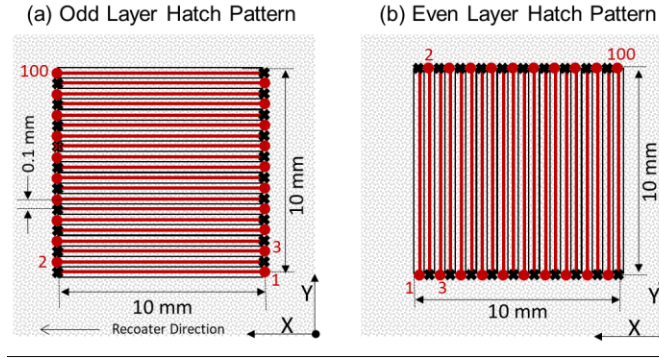 (a) Odd Layer Hatch Pattern
(b) Even Layer Hatch Pattern
100
0.1 mm
10 mm
2
3
1
10 mm
Y
X
Recoater Direction
2
100
10 mm
1
3
10 mm
Y
X